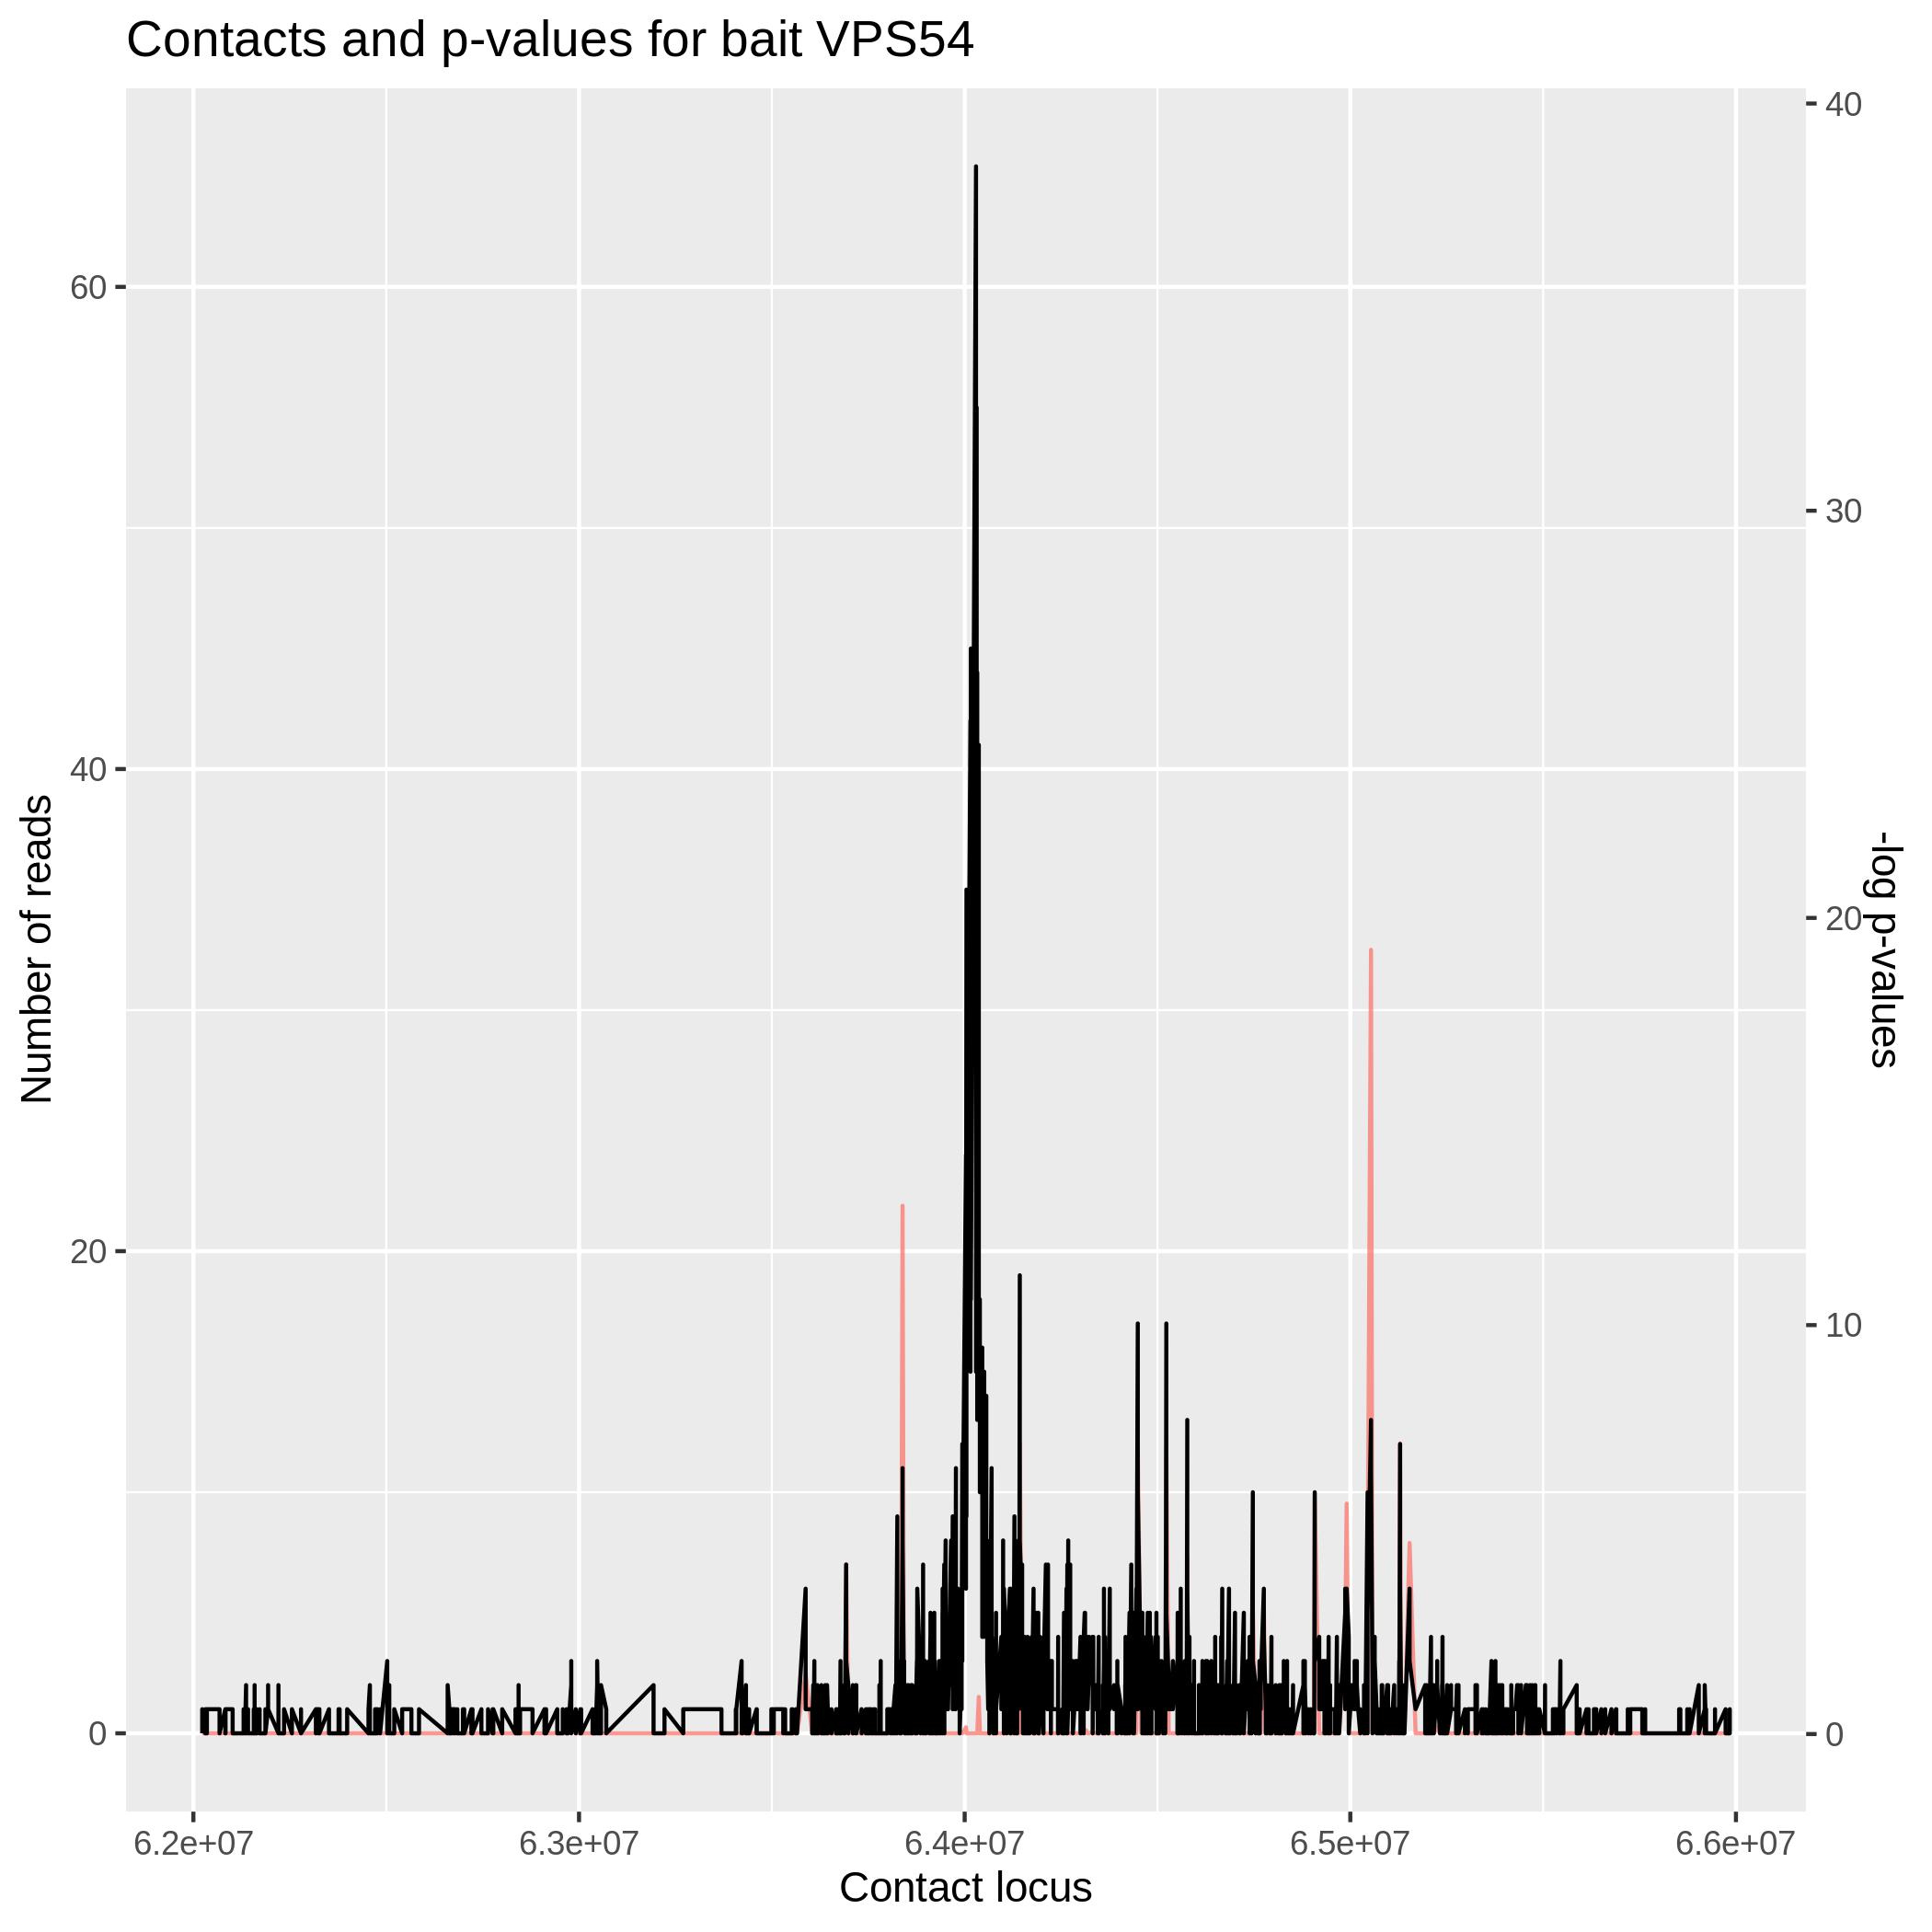 Contacts and p-values for bait VPS54
Number of reads
60
40
20
0
40
30
20
10
0
-log p-values
6.2e+07
6.3e+07
6.4e+07
6.5e+07
6.6e+07
Contact locus